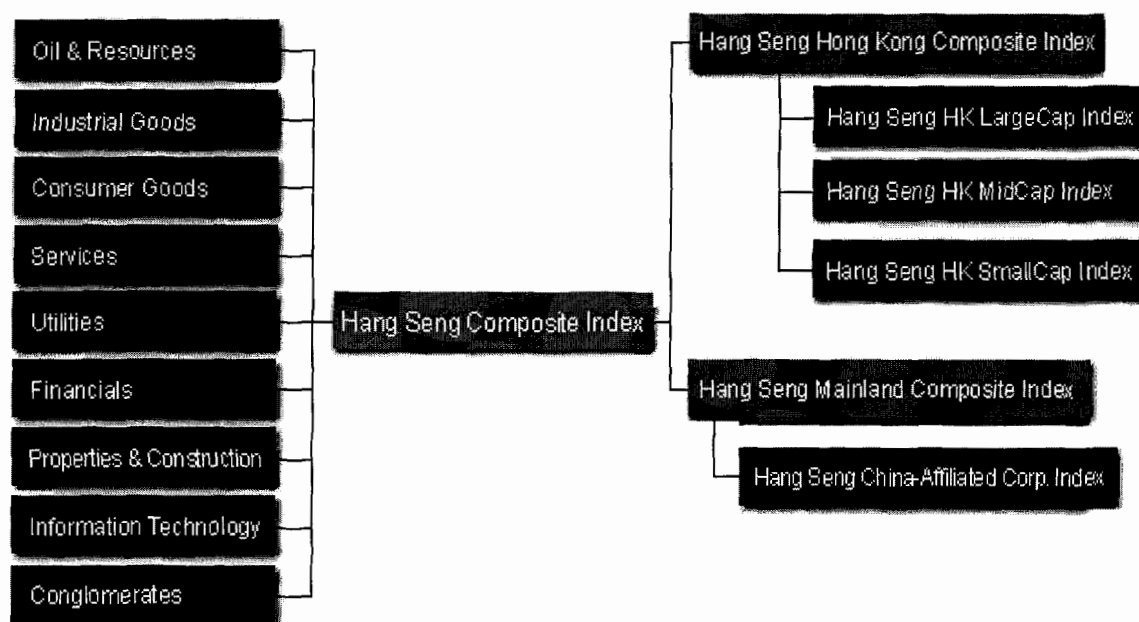 Oil & Resources
Industrial Goods
Consumer Goods
Services
Utilities
Financials
Properties & Construction
Information Technology
Conglomerates
Hang Seng Composite Index
Hang Seng Hong Kong Composite Index
Hang Seng HK LargeCap Index
Hang Seng HK MidCap Index
Hang Seng HK SmallCap Index
Hang Seng Mainland Composite Index
Hang Seng China-Affiliated Corp. Index